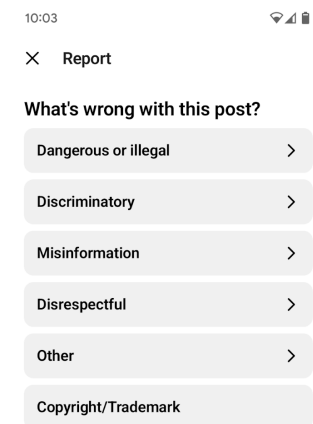 10:03
Report
What's wrong with this post?
Dangerous or illegal
Discriminatory
Misinformation
Disrespectful
Other
Copyright/Trademark